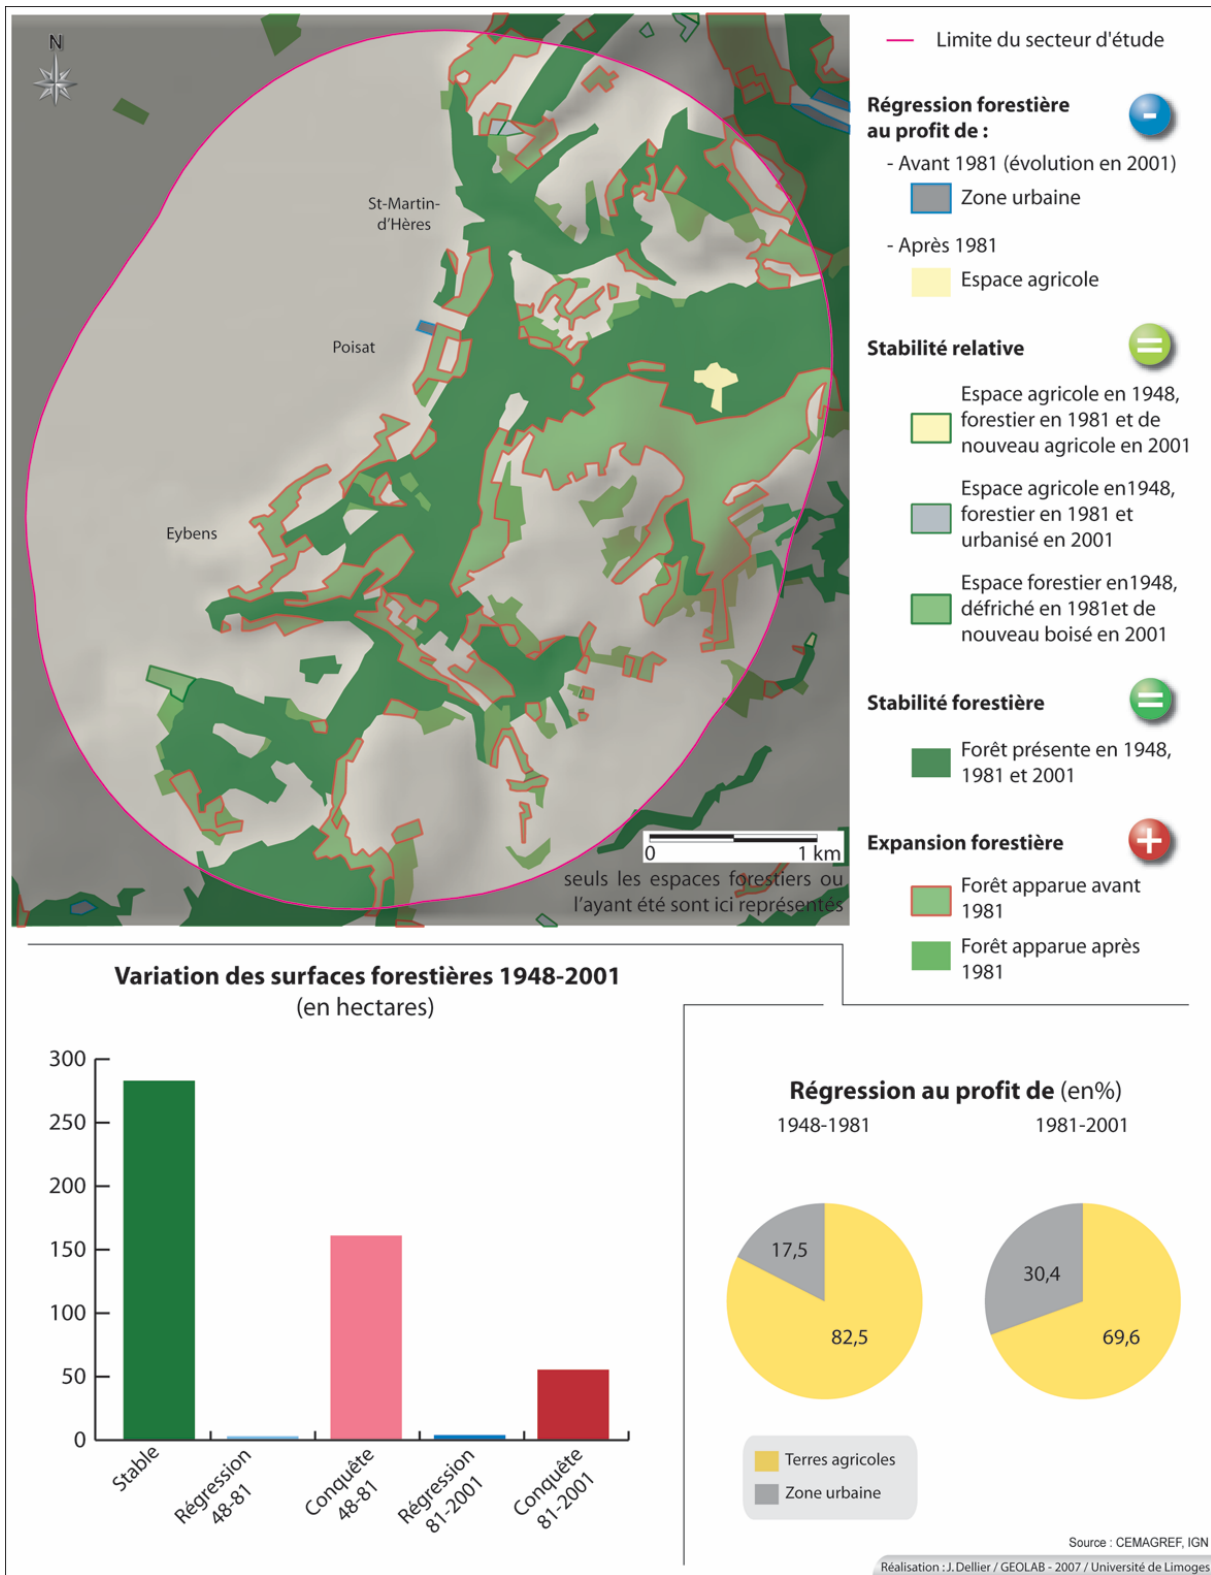 N
St-Martin-
d'Hères
Poisat
Eybens
0
1 km
seuls les espaces forestiers ou
l'ayant été sont ici représentés
Limite du secteur d'étude
Régression forestière
au profit de :
-
- Avant 1981 (évolution en 2001)
Zone urbaine
- Après 1981
Espace agricole
Stabilité relative
=
Espace agricole en 1948,
forestier en 1981 et de
nouveau agricole en 2001
Espace agricole en1948,
forestier en 1981 et
urbanisé en 2001
Espace forestier en1948,
défriché en 1981et de
nouveau boisé en 2001
Stabilité forestière
=
Forêt présente en 1948,
1981 et 2001
Expansion forestière
+
Forêt apparue avant
1981
Forêt apparue après
1981
Variation des surfaces forestières 1948-2001
(en hectares)
300
250
200
150
100
50
0
Stable
Régression
48-81
Conquête
48-81
Régression
81-2001
Conquête
81-2001
Régression au profit de (en%)
1948-1981
1981-2001
17,5
82,5
30,4
69,6
Terres agricoles
Zone urbaine
Source : CEMAGREF, IGN
Réalisation : J. Dellier / GEOLAB - 2007 / Université de Limoges